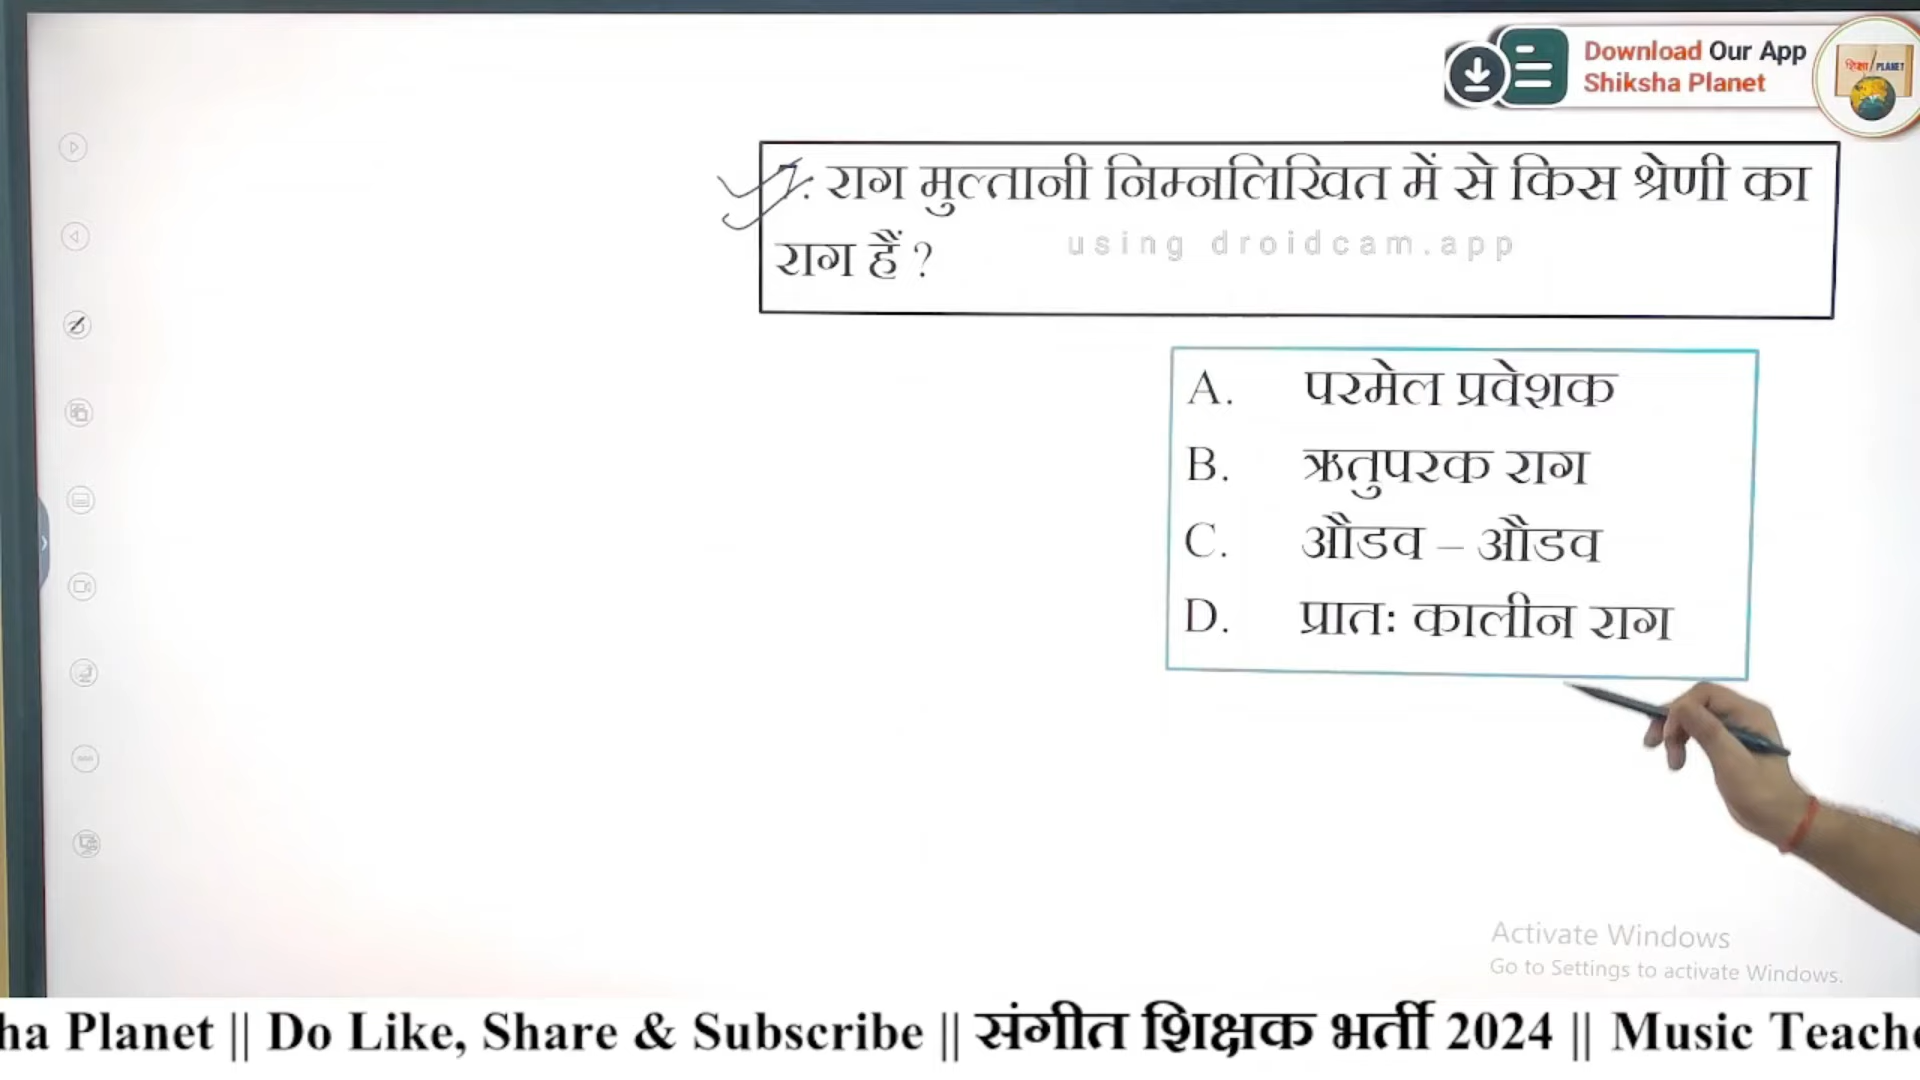 Download Our App
Shiksha Planet
शिक्षा PLANET
7. राग मुल्तानी निम्नलिखित में से किस श्रेणी का
राग हैं ?
using droidcam.app
A. परमेल प्रवेशक
B. ऋतुपरक राग
C. औडव – औडव
D. प्रातः कालीन राग
Activate Windows
Go to Settings to activate Windows.
ha Planet || Do Like, Share & Subscribe || संगीत शिक्षक भर्ती 2024 || Music Teache